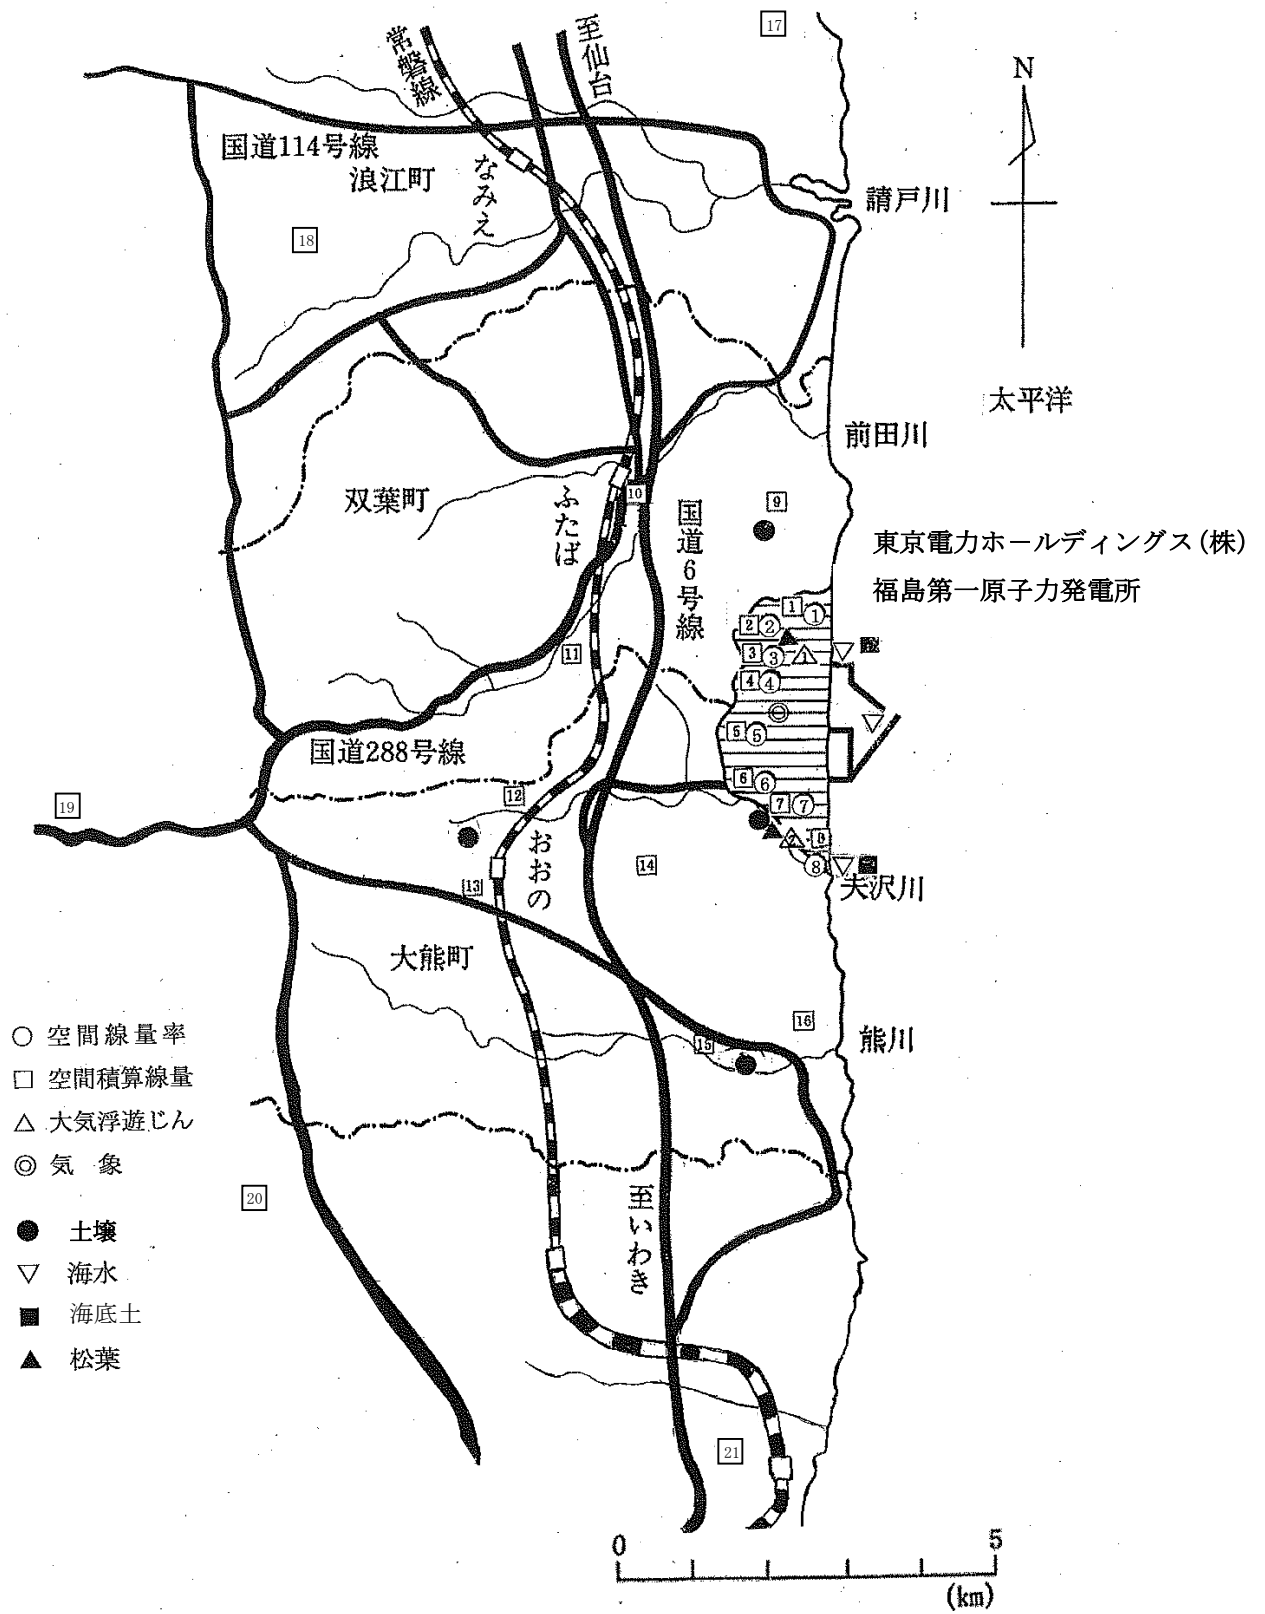 17
常磐線
至仙台
N
国道114号線
浪江町
なみえ
請戸川
18
太平洋
前田川
双葉町
ふたば
10
国道6号線
9
東京電力ホールディングス(株)
福島第一原子力発電所
1 ①
2 ②
3 ③ 1
4 ④
5 ⑤
6 ⑥
7 ⑦
2 8
⑧
11
国道288号線
19
12
おおの
13
14
夫沢川
大熊町
16
15
熊川
○ 空間線量率
□ 空間積算線量
△ 大気浮遊じん
◎ 気象
● 土壌
▽ 海水
■ 海底土
▲ 松葉
20
至いわき
21
0 5
(km)